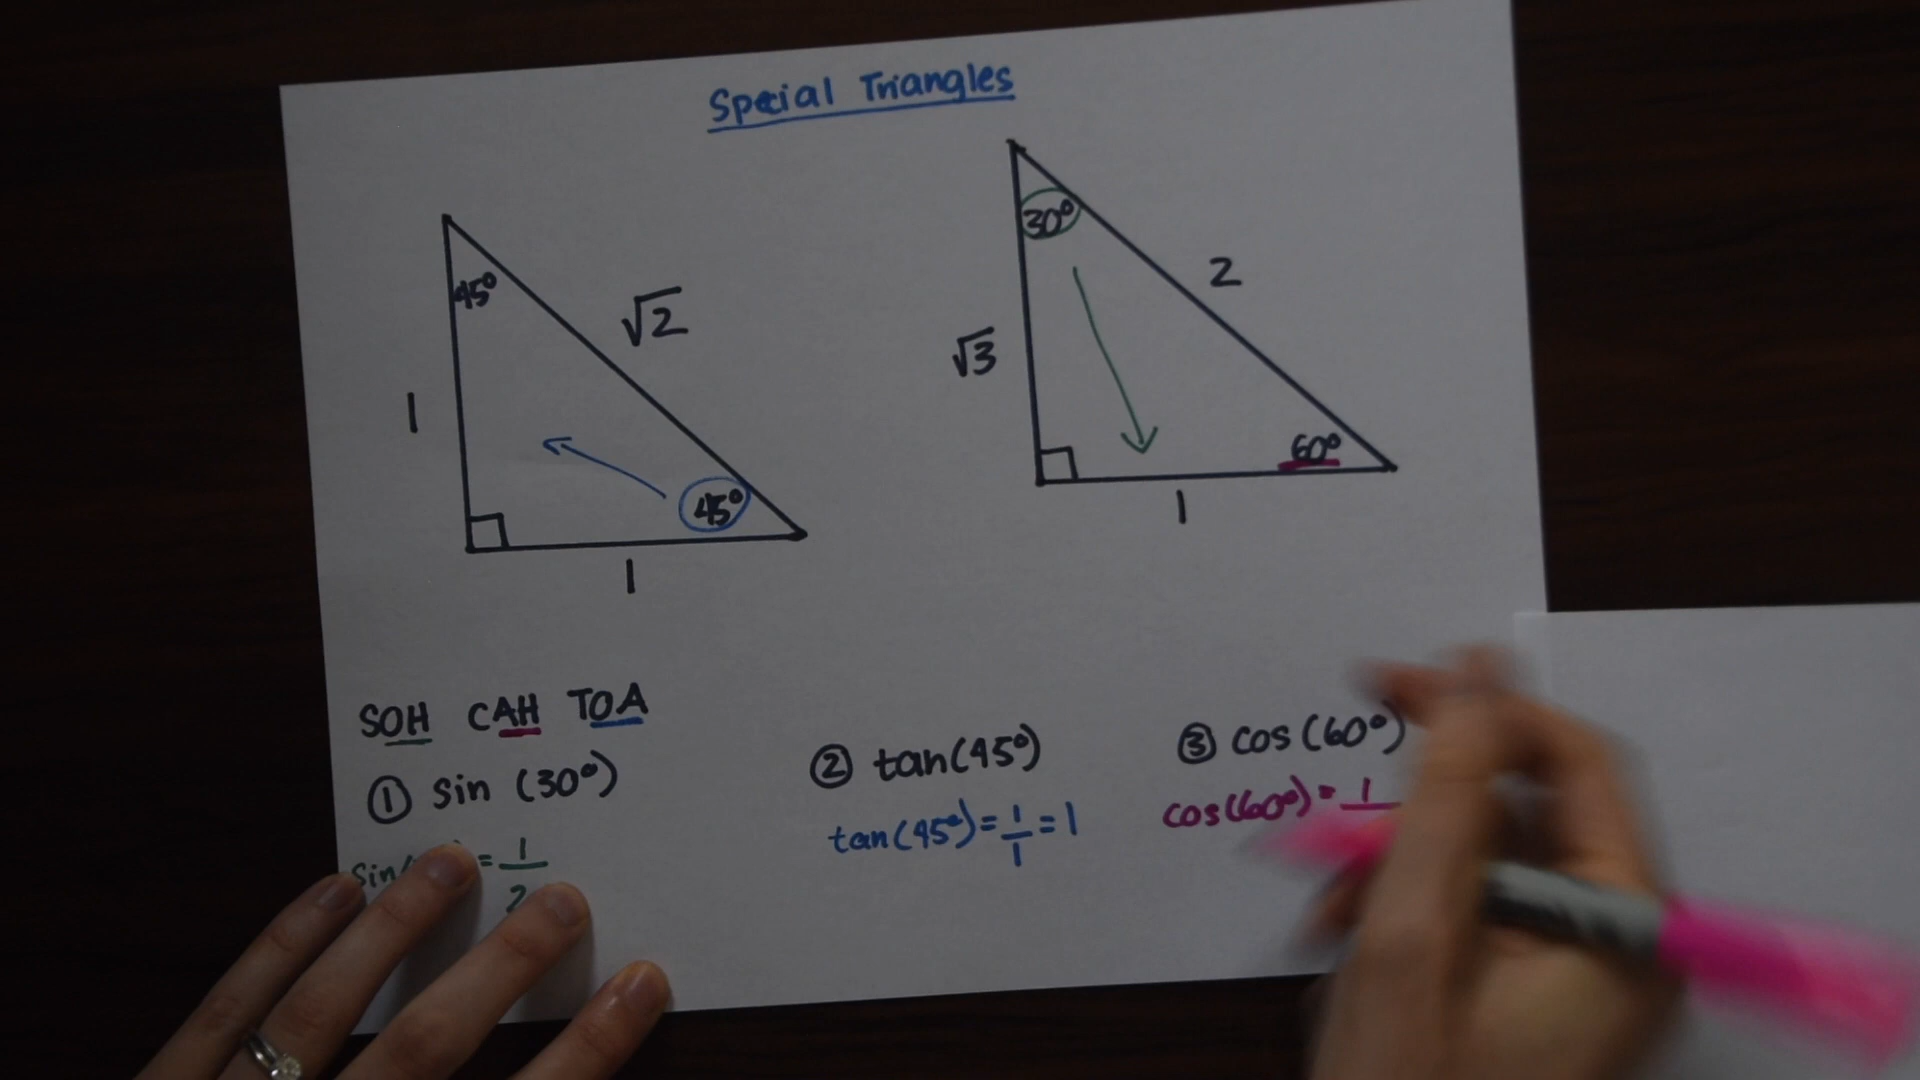 Special Triangles
45°
√2
1
45°
1
30°
2
√3
60°
1
SOH CAH TOA
① sin (30°)
= 1/2
② tan(45°)
tan(45°) = 1/1 = 1
③ cos(60°)
cos(60°) = 1